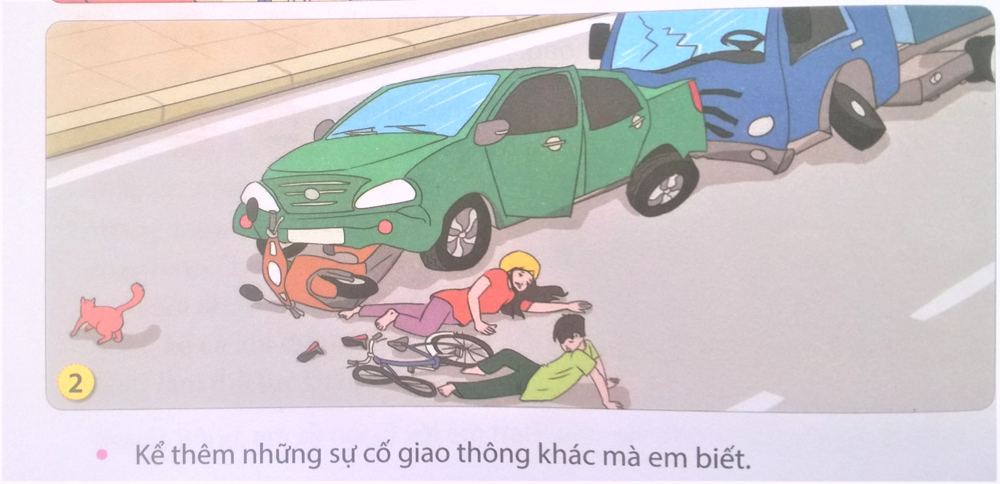 2
Kể thêm những sự cố giao thông khác mà em biết.